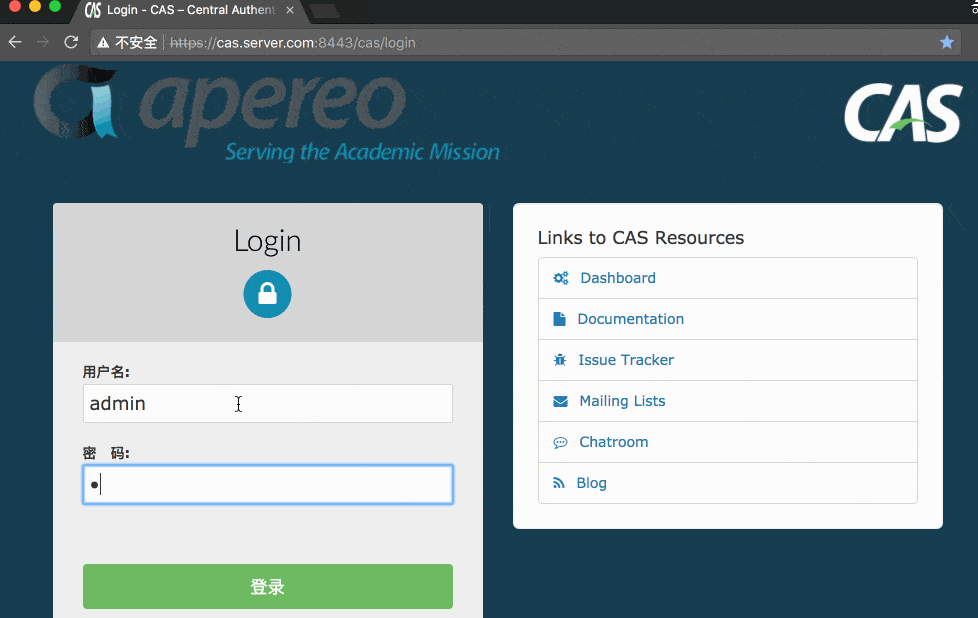 CAS Login - CAS – Central Authent
不安全 https://cas.server.com:8443/cas/login
apereo
Serving the Academic Mission
CAS
Login
用户名:
admin
密 码:
登录
Links to CAS Resources
Dashboard
Documentation
Issue Tracker
Mailing Lists
Chatroom
Blog